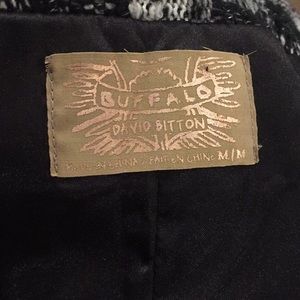 BUFFALO
DAVID BITTON
MADE IN CHINA / FAIT EN CHINE M/M